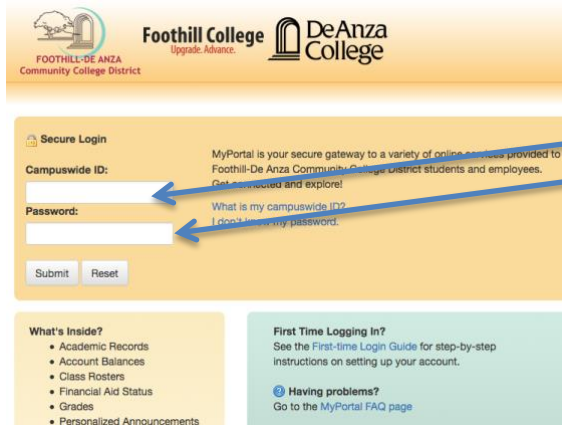 Foothill College
Upgrade. Advance.
DeAnza
College
FOOTHILL-DE ANZA
Community College District
Secure Login
Campuswide ID:
Password:
Submit Reset
MyPortal is your secure gateway to a variety of online services provided to
Foothill-De Anza Community College District students and employees.
Get connected and explore!
What is my campuswide ID?
I don't know my password.
What's Inside?
• Academic Records
• Account Balances
• Class Rosters
• Financial Aid Status
• Grades
• Personalized Announcements
First Time Logging In?
See the First-time Login Guide for step-by-step
instructions on setting up your account.
Having problems?
Go to the MyPortal FAQ page